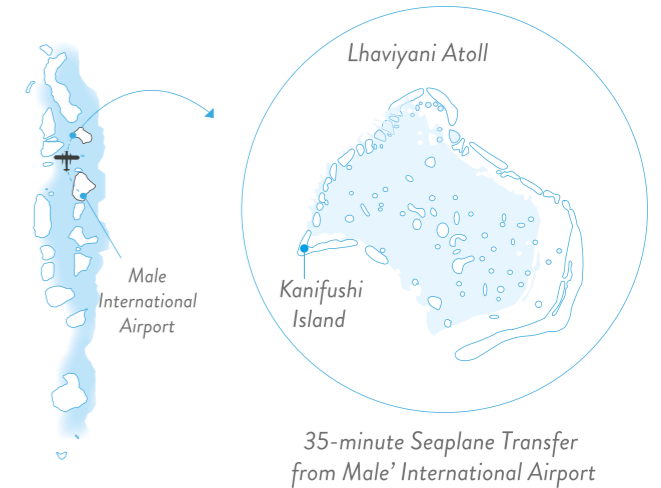 Lhaviyani Atoll
Kanifushi
Island
Male
International
Airport
35-minute Seaplane Transfer
from Male’ International Airport